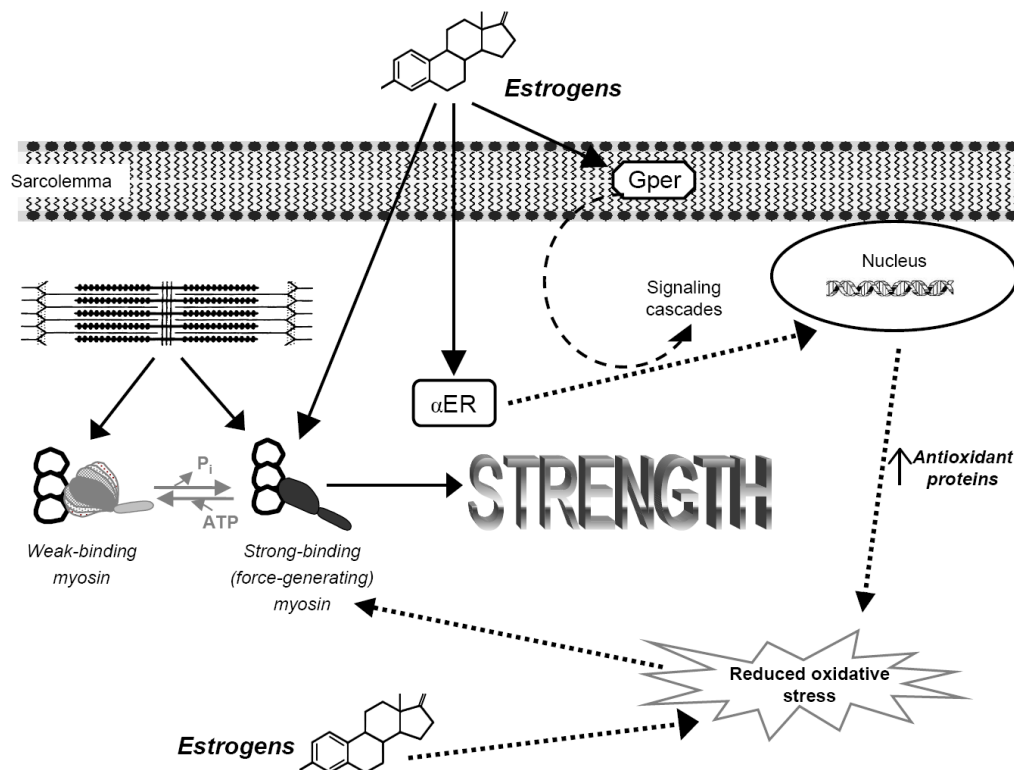 Estrogens
Sarcolemma
Gper
Nucleus
Signaling
cascades
αER
Pi
ATP
STRENGTH
Antioxidant
proteins
Weak-binding
myosin
Strong-binding
(force-generating)
myosin
Reduced oxidative
stress
Estrogens